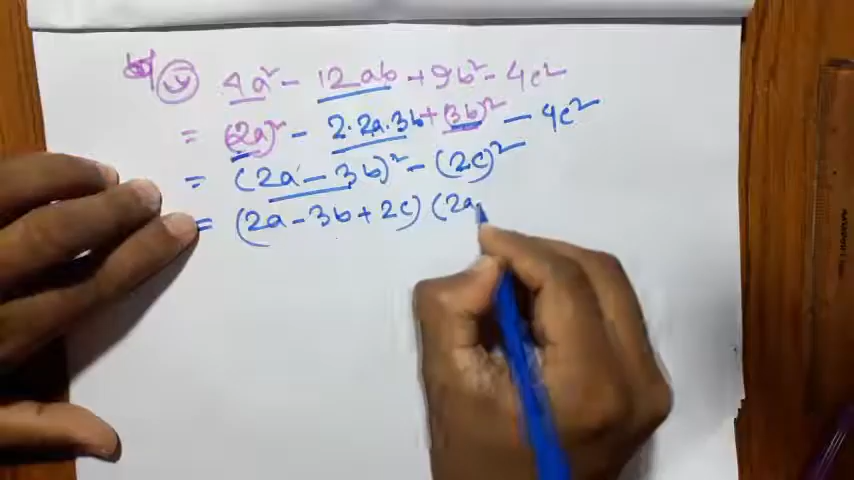 (v) 4a² - 12ab + 9b² - 4c²
= (2a)² - 2·2a·3b + (3b)² - 4c²
= (2a - 3b)² - (2c)²
= (2a - 3b + 2c) (2a